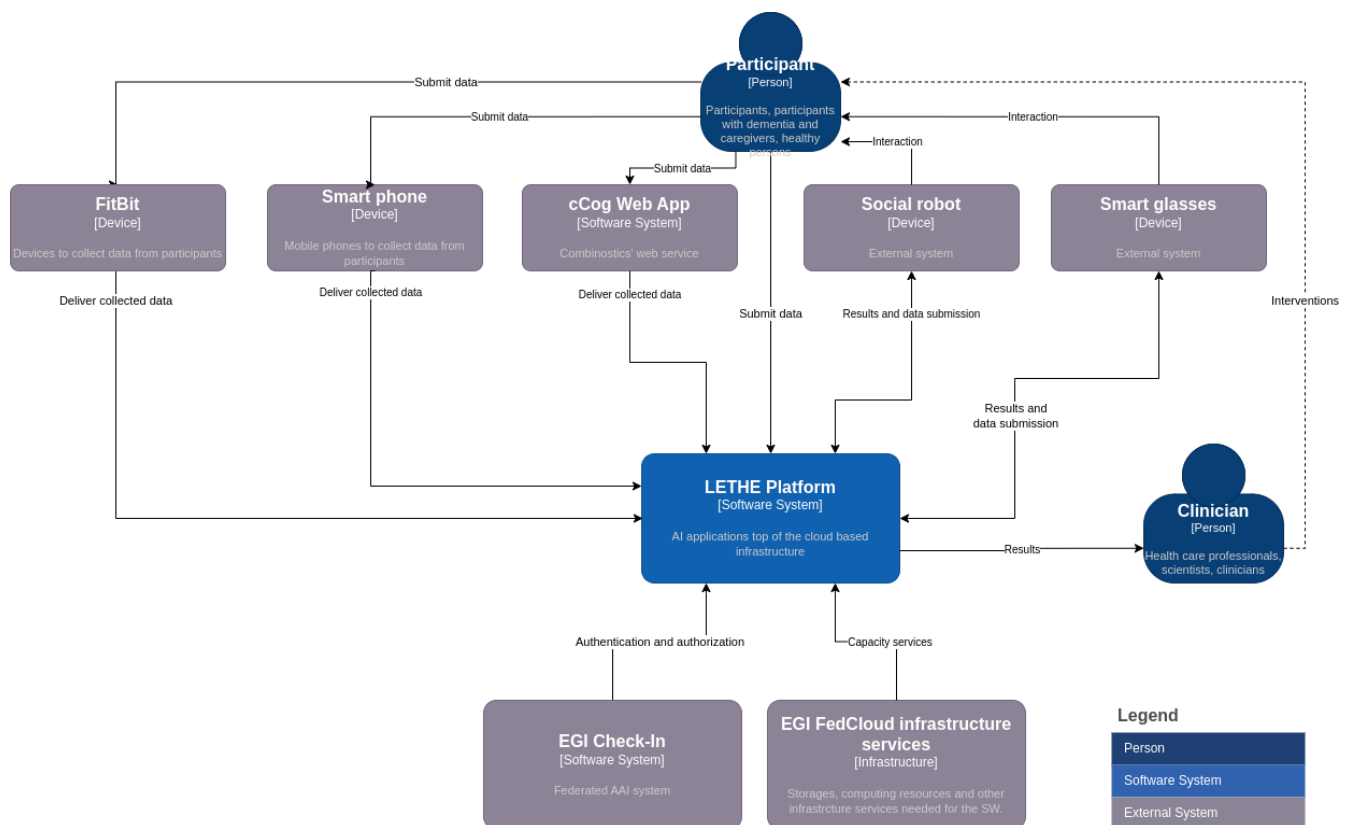 Participant
[Person]
Participants, participants
with dementia and
caregivers, healthy
persons
Submit data
Submit data
Submit data
Interaction
Interaction
FitBit
[Device]
Devices to collect data from participants
Smart phone
[Device]
Mobile phones to collect data from
participants
cCog Web App
[Software System]
Combinostics' web service
Social robot
[Device]
External system
Smart glasses
[Device]
External system
Deliver collected data
Deliver collected data
Deliver collected data
Submit data
Results and data submission
Interventions
Results and
data submission
LETHE Platform
[Software System]
AI applications top of the cloud based
infrastructure
Results
Clinician
[Person]
Health care professionals,
scientists, clinicians
Authentication and authorization
Capacity services
EGI Check-In
[Software System]
Federated AAI system
EGI FedCloud infrastructure
services
[Infrastructure]
Storages, computing resources and other
infrastrcture services needed for the SW.
Legend
Person
Software System
External System